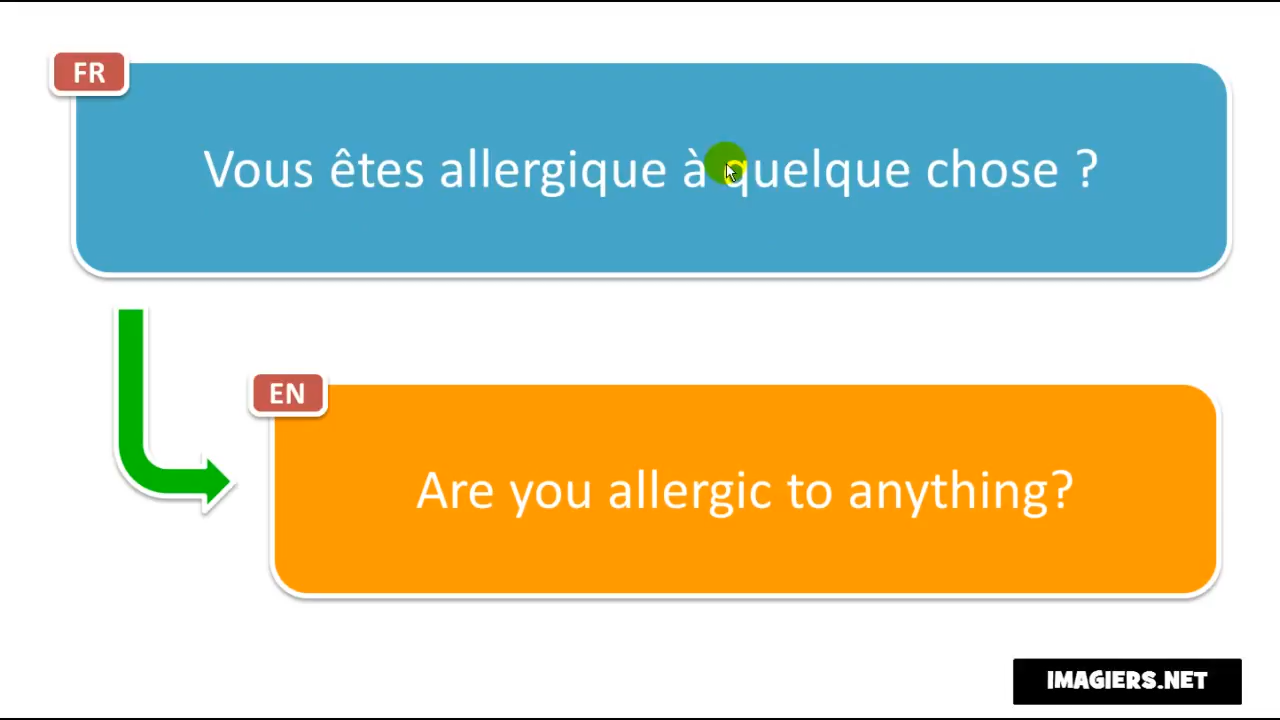 FR
Vous êtes allergique à quelque chose ?
EN
Are you allergic to anything?
IMAGIERS.NET